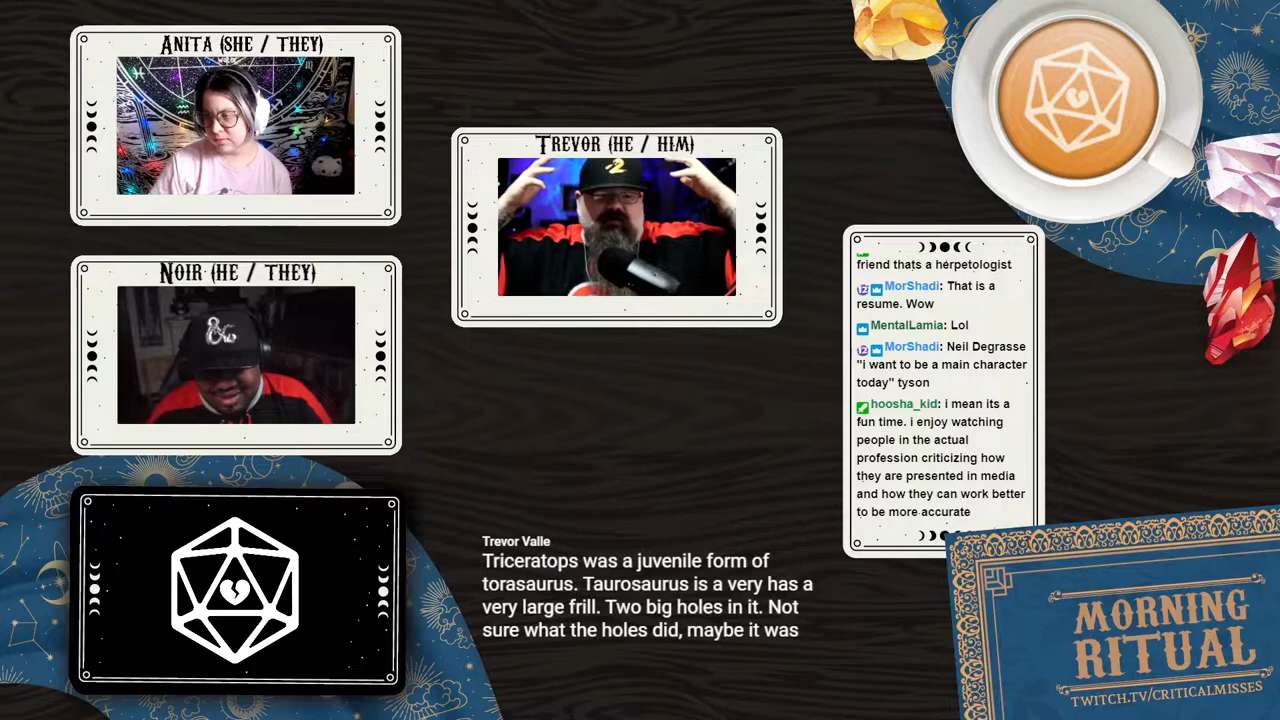 ANITA (SHE / THEY)
TREVOR (HE / HIM)
2
NOIR (HE / THEY)
friend thats a herpetologist
MorShadi: That is a
resume. Wow
MentalLamia: Lol
MorShadi: Neil Degrasse
"i want to be a main character
today" tyson
hoosha_kid: i mean its a
fun time. i enjoy watching
people in the actual
profession criticizing how
they are presented in media
and how they can work better
to be more accurate
Trevor Valle
Triceratops was a juvenile form of
torasaurus. Taurosaurus is a very has a
very large frill. Two big holes in it. Not
sure what the holes did, maybe it was
MORNING
RITUAL
TWITCH.TV/CRITICALMISSES